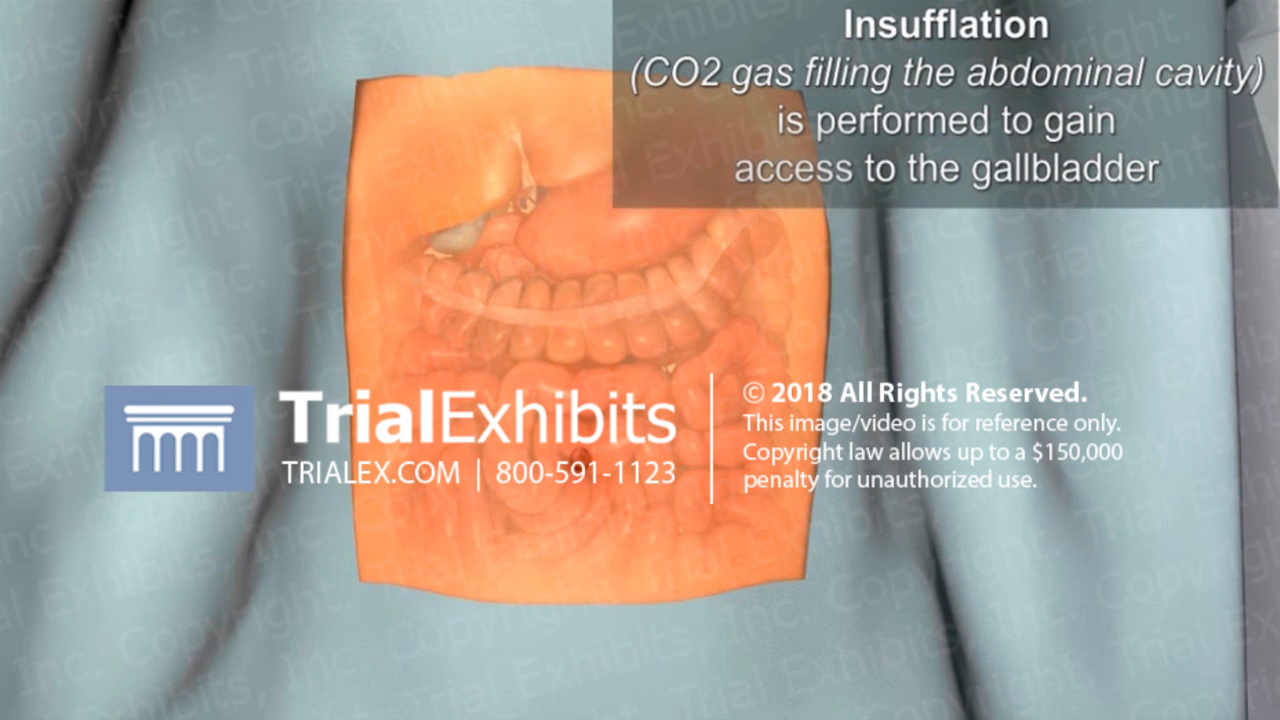 Insufflation
(CO2 gas filling the abdominal cavity)
is performed to gain
access to the gallbladder
TrialExhibits
TRIALEX.COM | 800-591-1123
© 2018 All Rights Reserved.
This image/video is for reference only.
Copyright law allows up to a $150,000
penalty for unauthorized use.